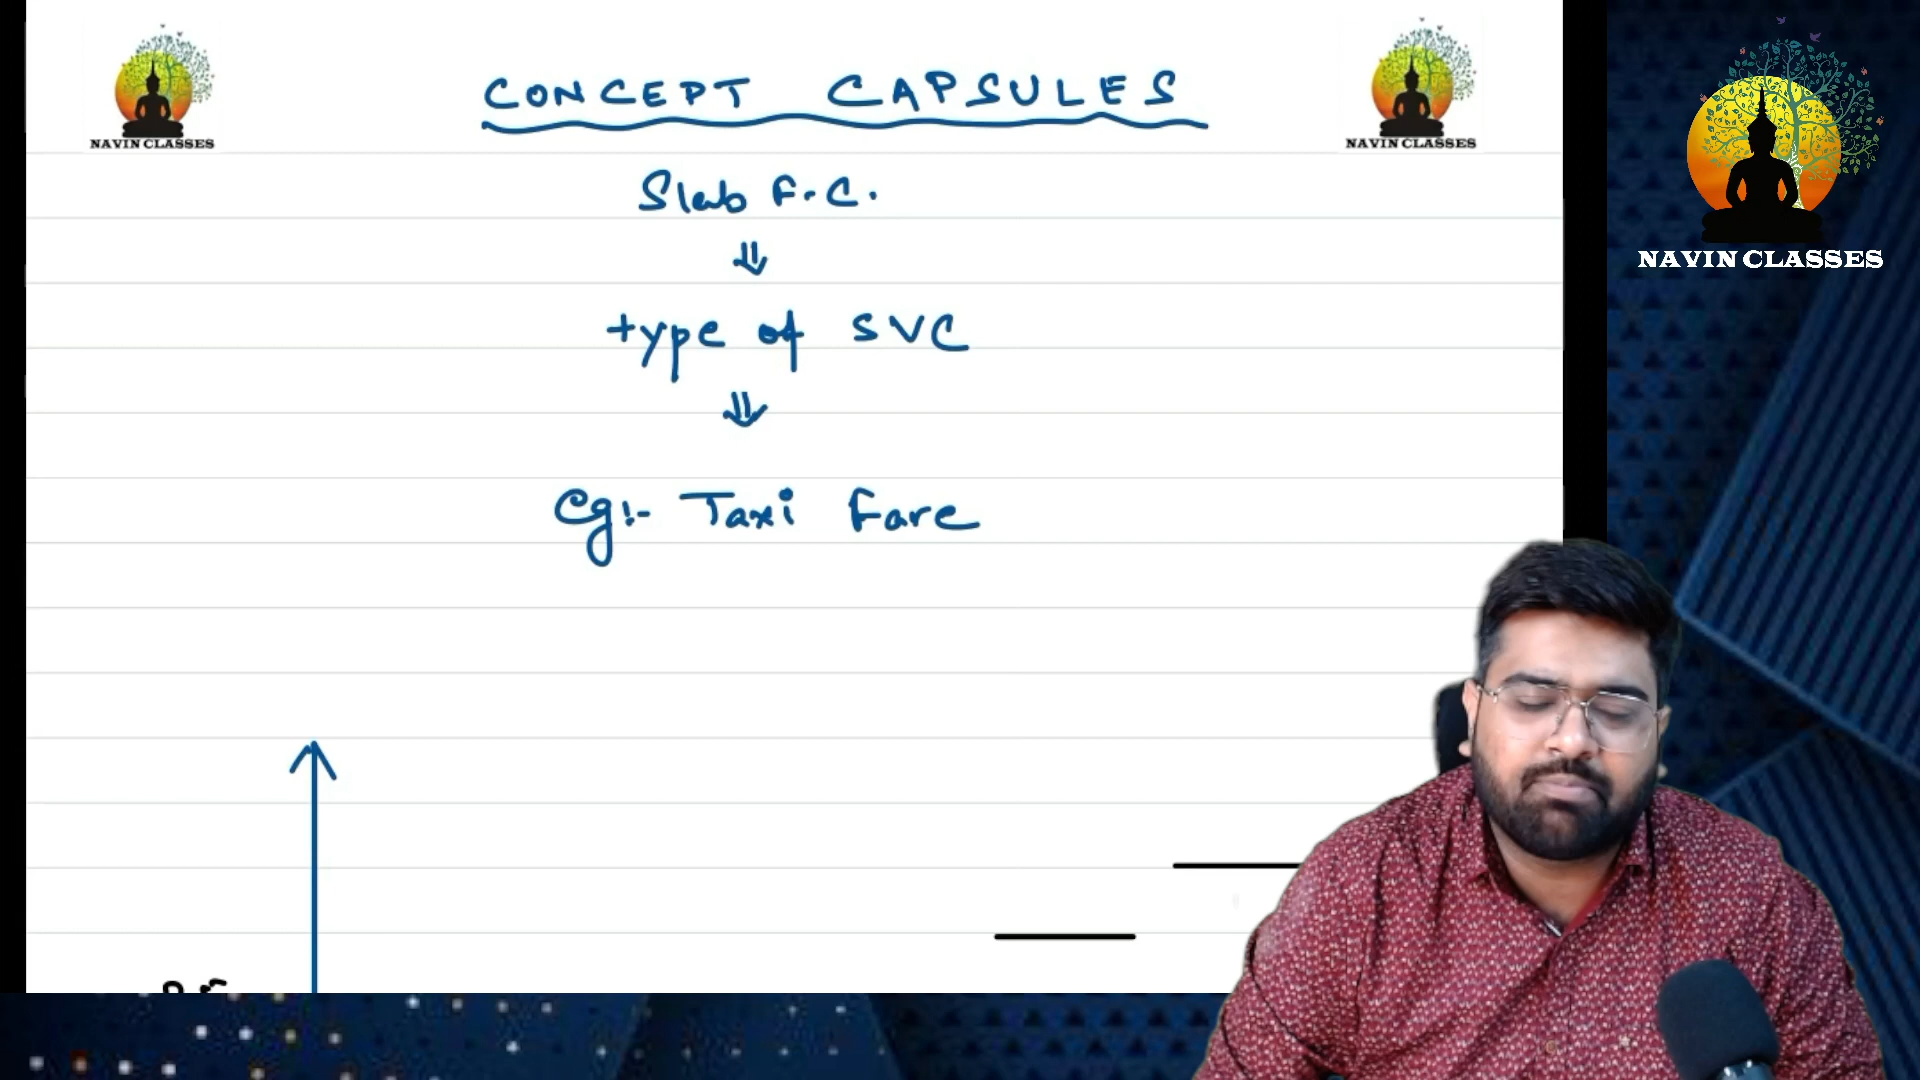 NAVIN CLASSES
CONCEPT CAPSULES
NAVIN CLASSES
NAVIN CLASSES
Slab F.C.
⇓
type of SVC
⇓
Eg:- Taxi Fare